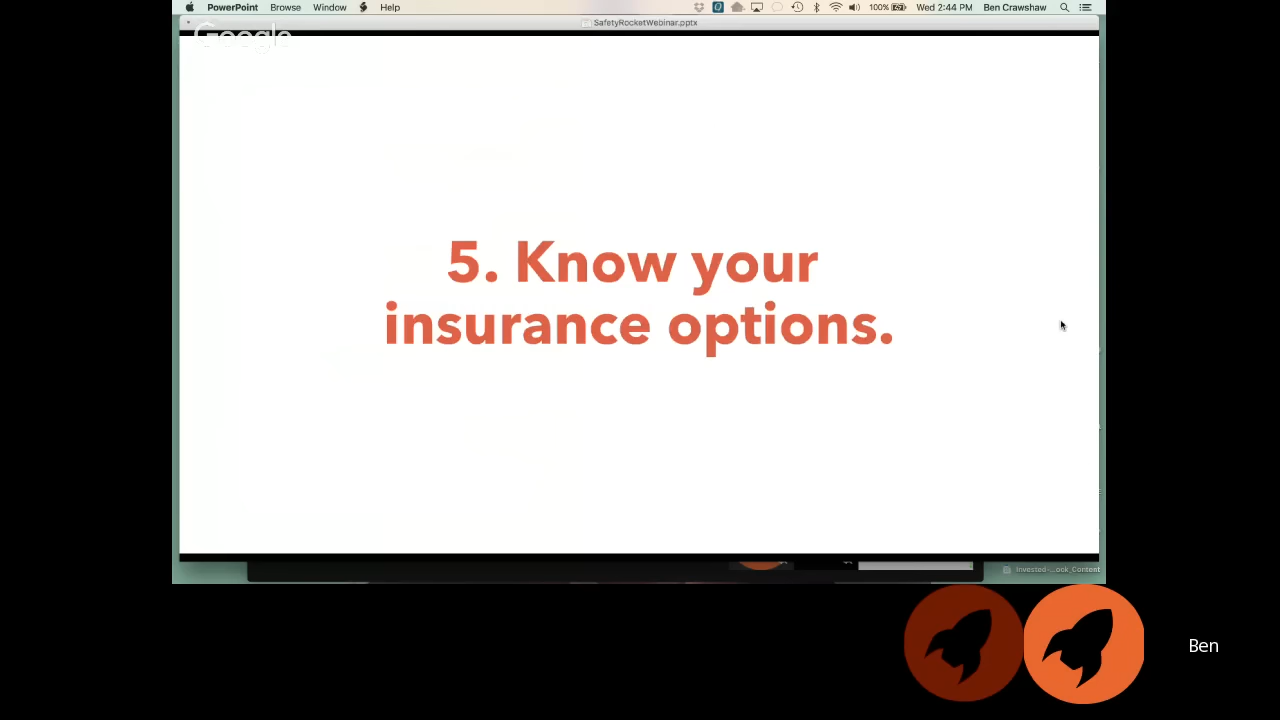 PowerPoint Browse Window Help 100% Wed 2:44 PM Ben Crawshaw
SafetyRocketWebinar.pptx
Google
5. Know your
insurance options.
Invested-...ook_Content
Ben